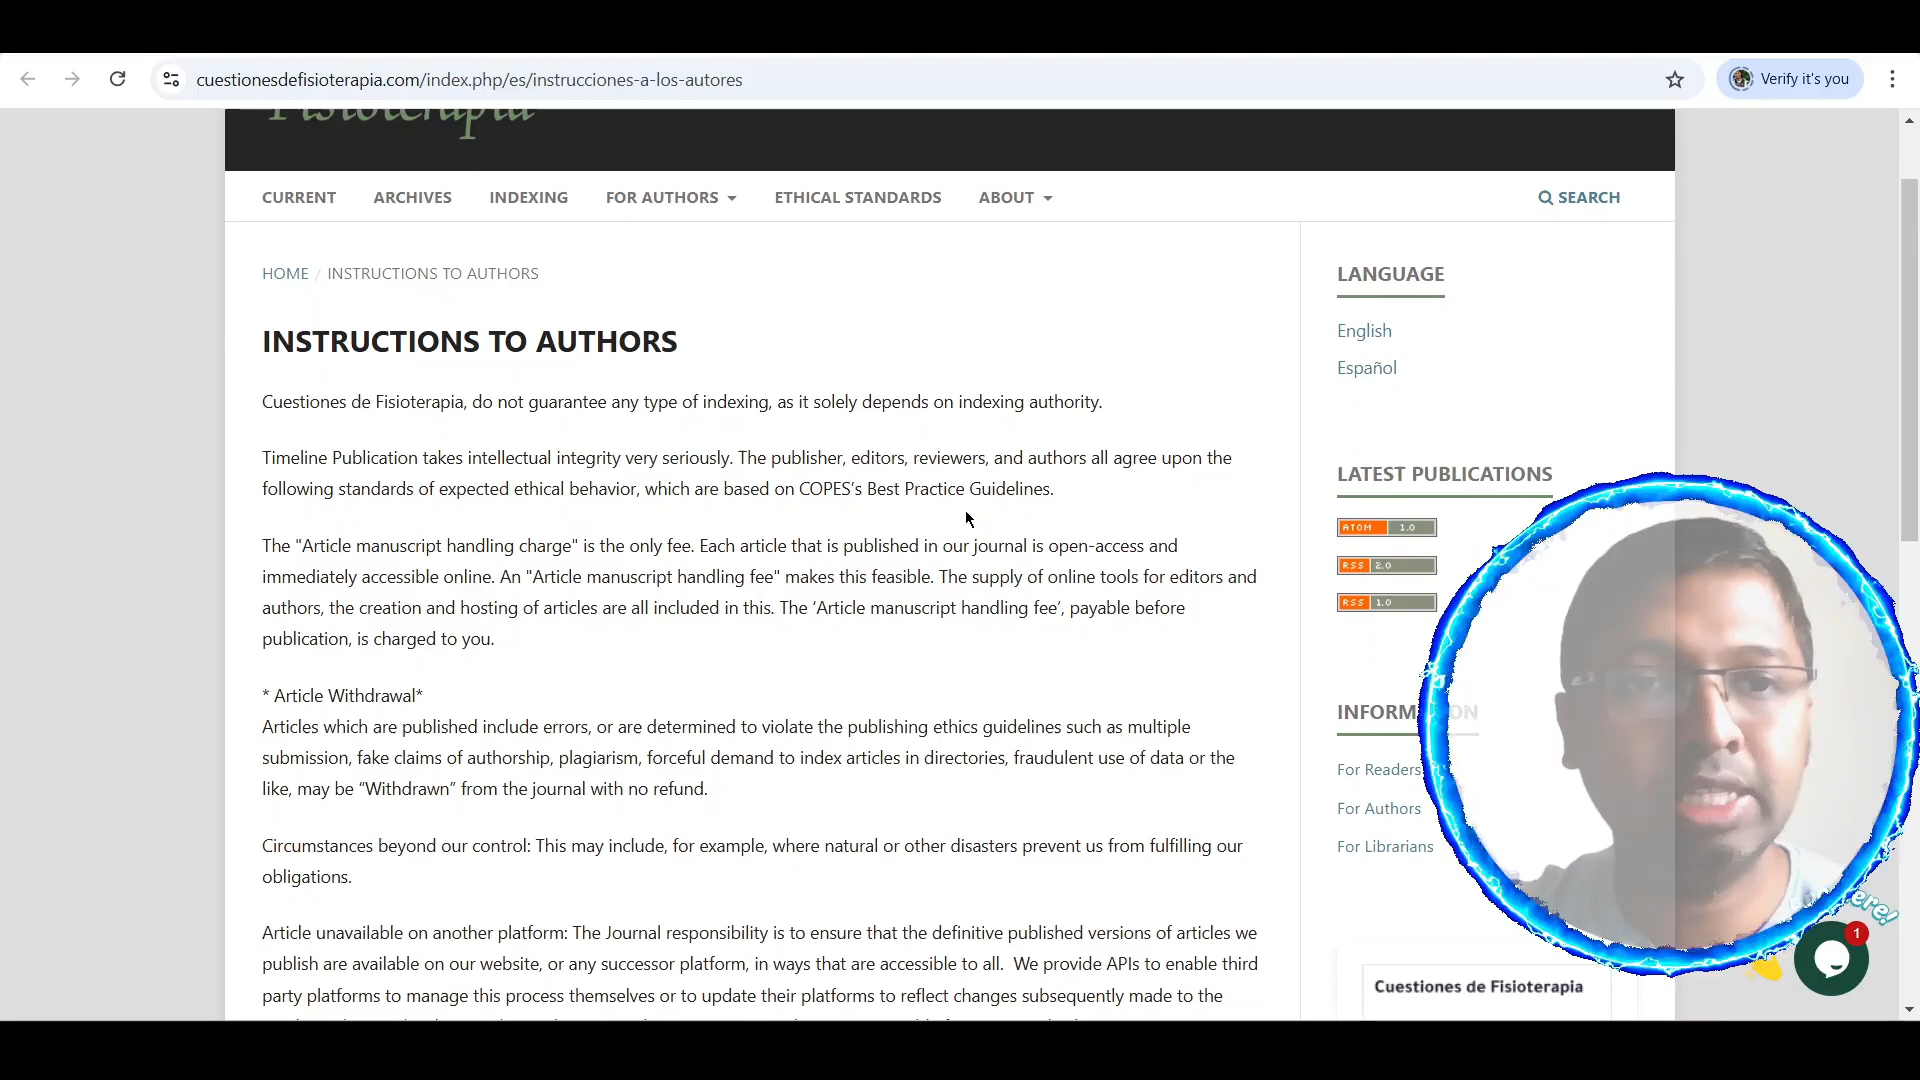 cuestionesdefisioterapia.com/index.php/es/instrucciones-a-los-autores
Verify it's you
Fisioterapia
CURRENT ARCHIVES INDEXING FOR AUTHORS ETHICAL STANDARDS ABOUT SEARCH
HOME / INSTRUCTIONS TO AUTHORS
INSTRUCTIONS TO AUTHORS
Cuestiones de Fisioterapia, do not guarantee any type of indexing, as it solely depends on indexing authority.
Timeline Publication takes intellectual integrity very seriously. The publisher, editors, reviewers, and authors all agree upon the
following standards of expected ethical behavior, which are based on COPES’s Best Practice Guidelines.
The "Article manuscript handling charge" is the only fee. Each article that is published in our journal is open-access and
immediately accessible online. An "Article manuscript handling fee" makes this feasible. The supply of online tools for editors and
authors, the creation and hosting of articles are all included in this. The ‘Article manuscript handling fee’, payable before
publication, is charged to you.
* Article Withdrawal*
Articles which are published include errors, or are determined to violate the publishing ethics guidelines such as multiple
submission, fake claims of authorship, plagiarism, forceful demand to index articles in directories, fraudulent use of data or the
like, may be “Withdrawn” from the journal with no refund.
Circumstances beyond our control: This may include, for example, where natural or other disasters prevent us from fulfilling our
obligations.
Article unavailable on another platform: The Journal responsibility is to ensure that the definitive published versions of articles we
publish are available on our website, or any successor platform, in ways that are accessible to all. We provide APIs to enable third
party platforms to manage this process themselves or to update their platforms to reflect changes subsequently made to the
LANGUAGE
English
Español
LATEST PUBLICATIONS
ATOM 1.0
RSS 2.0
RSS 1.0
INFORMATION
For Readers
For Authors
For Librarians
ere!
1
Cuestiones de Fisioterapia